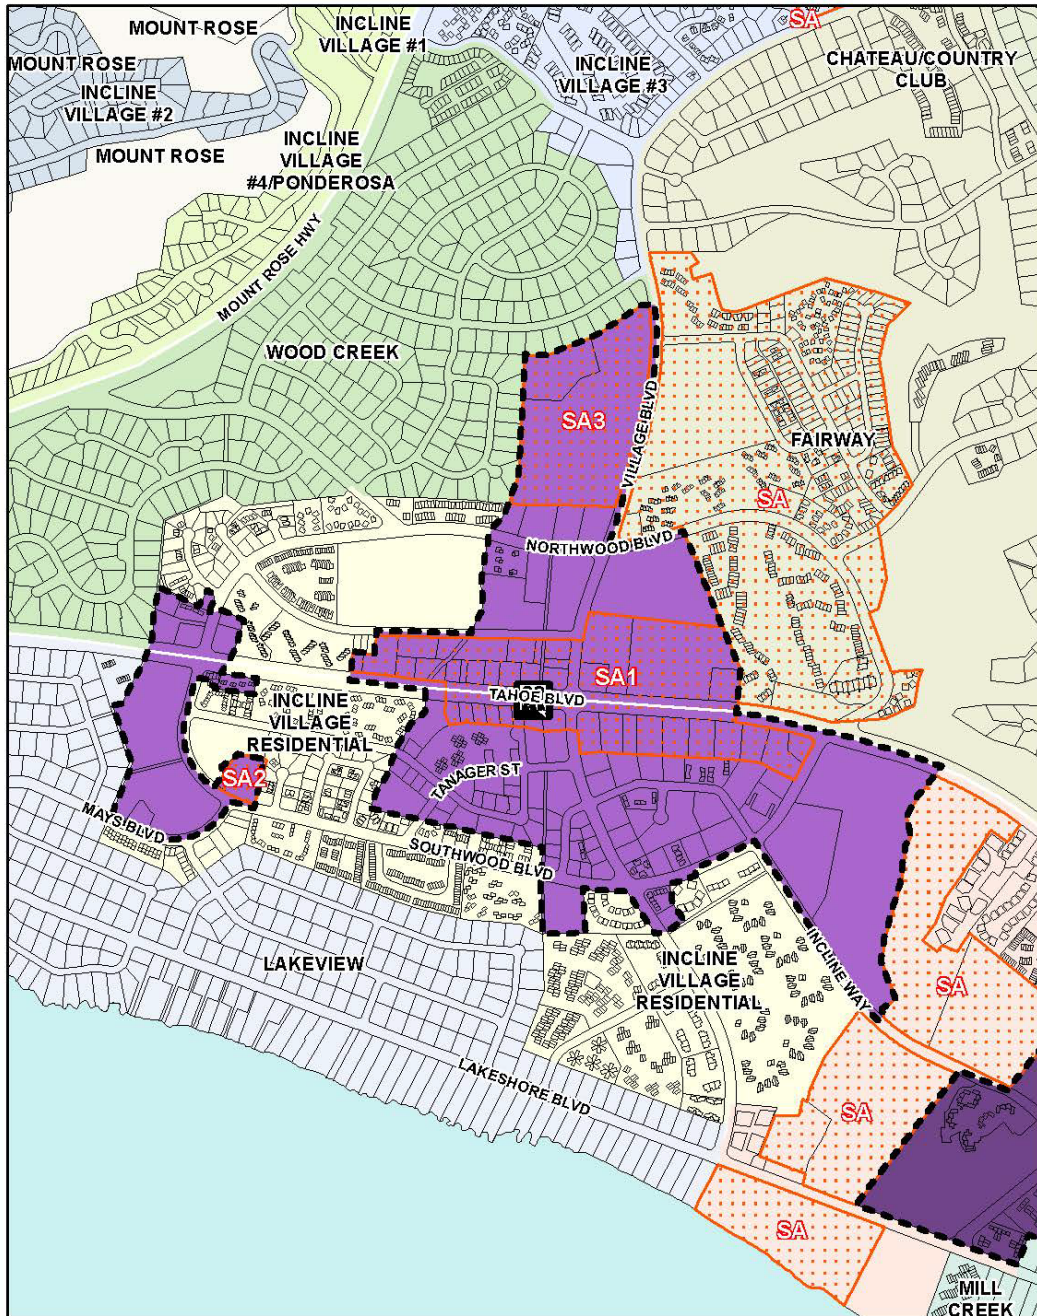 MOUNT ROSE
INCLINE
VILLAGE #1
SA
MOUNT ROSE
INCLINE
VILLAGE #2
INCLINE
VILLAGE #3
CHATEAU/COUNTRY
CLUB
MOUNT ROSE
INCLINE
VILLAGE
#4/PONDEROSA
MOUNT ROSE HWY
WOOD CREEK
SA3
VILLAGE BLVD
FAIRWAY
SA
NORTHWOOD BLVD
SA1
TAHOE BLVD
INCLINE
VILLAGE
RESIDENTIAL
SA2
TANAGER ST
MAYS BLVD
SOUTHWOOD BLVD
LAKEVIEW
INCLINE
VILLAGE
RESIDENTIAL
INCLINE WAY
SA
LAKESHORE BLVD
SA
SA
MILL
CREEK